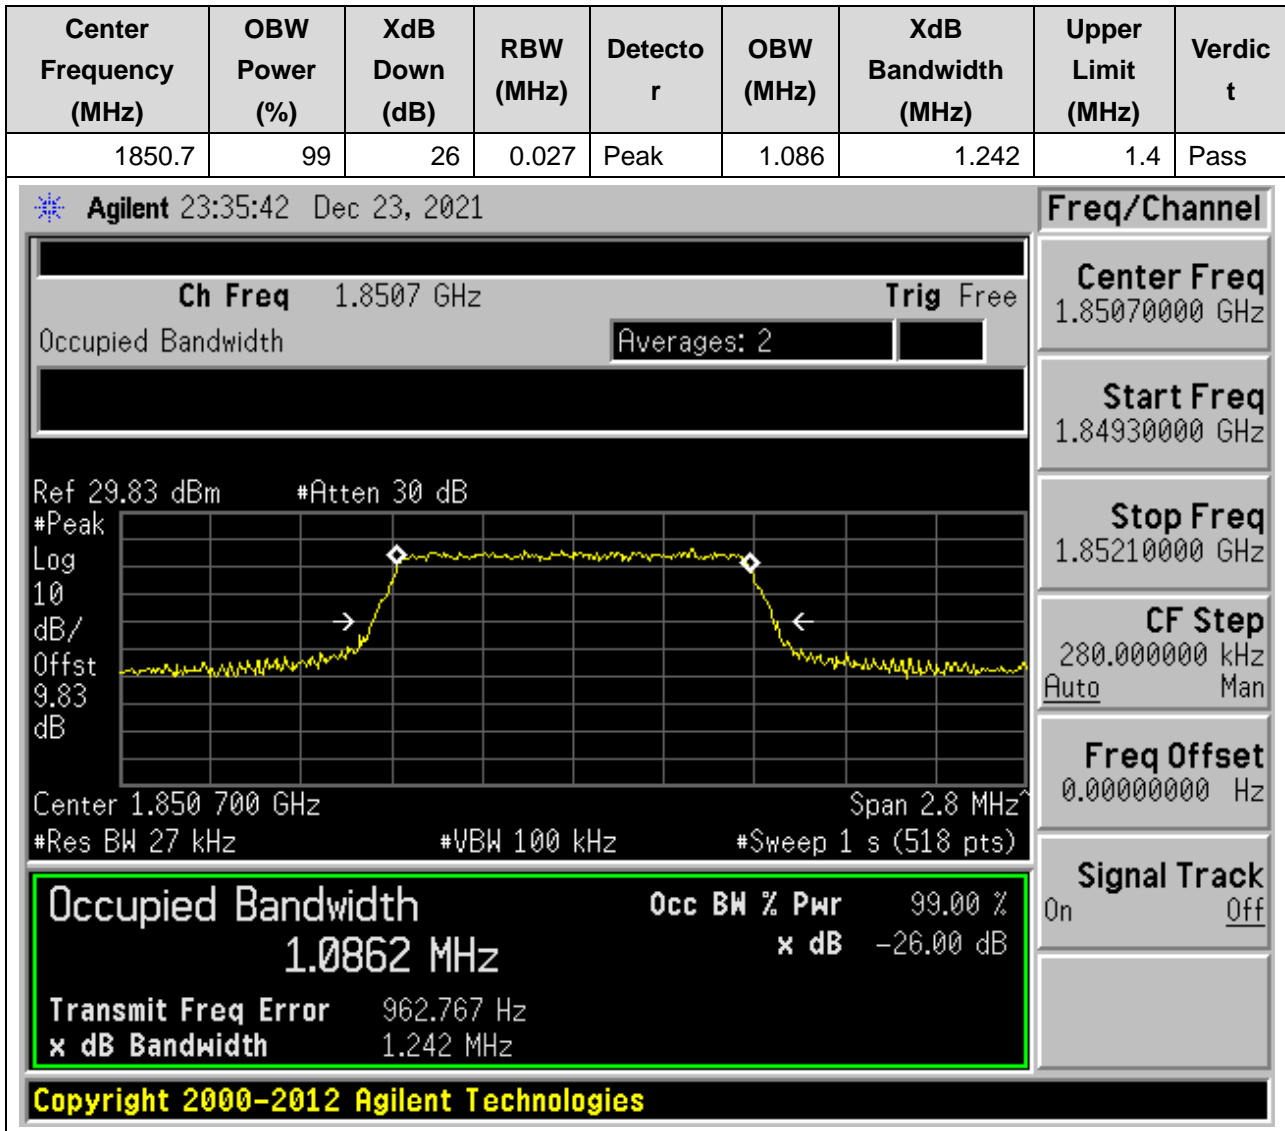 Center Frequency (MHz) OBW Power (%) XdB Down (dB) RBW (MHz) Detecto r OBW (MHz) XdB Bandwidth (MHz) Upper Limit (MHz) Verdic t
1850.7 99 26 0.027 Peak 1.086 1.242 1.4 Pass
Agilent 23:35:42 Dec 23, 2021
Ch Freq 1.8507 GHz Trig Free
Occupied Bandwidth Averages: 2
Ref 29.83 dBm #Atten 30 dB
#Peak
Log
10
dB/
Offst
9.83
dB
Center 1.850 700 GHz Span 2.8 MHz^
#Res BW 27 kHz #VBW 100 kHz #Sweep 1 s (518 pts)
Occupied Bandwidth Occ BW % Pwr 99.00 %
1.0862 MHz x dB -26.00 dB
Transmit Freq Error 962.767 Hz
x dB Bandwidth 1.242 MHz
Copyright 2000-2012 Agilent Technologies
Freq/Channel
Center Freq
1.85070000 GHz
Start Freq
1.84930000 GHz
Stop Freq
1.85210000 GHz
CF Step
280.000000 kHz
Auto Man
Freq Offset
0.00000000 Hz
Signal Track
On Off